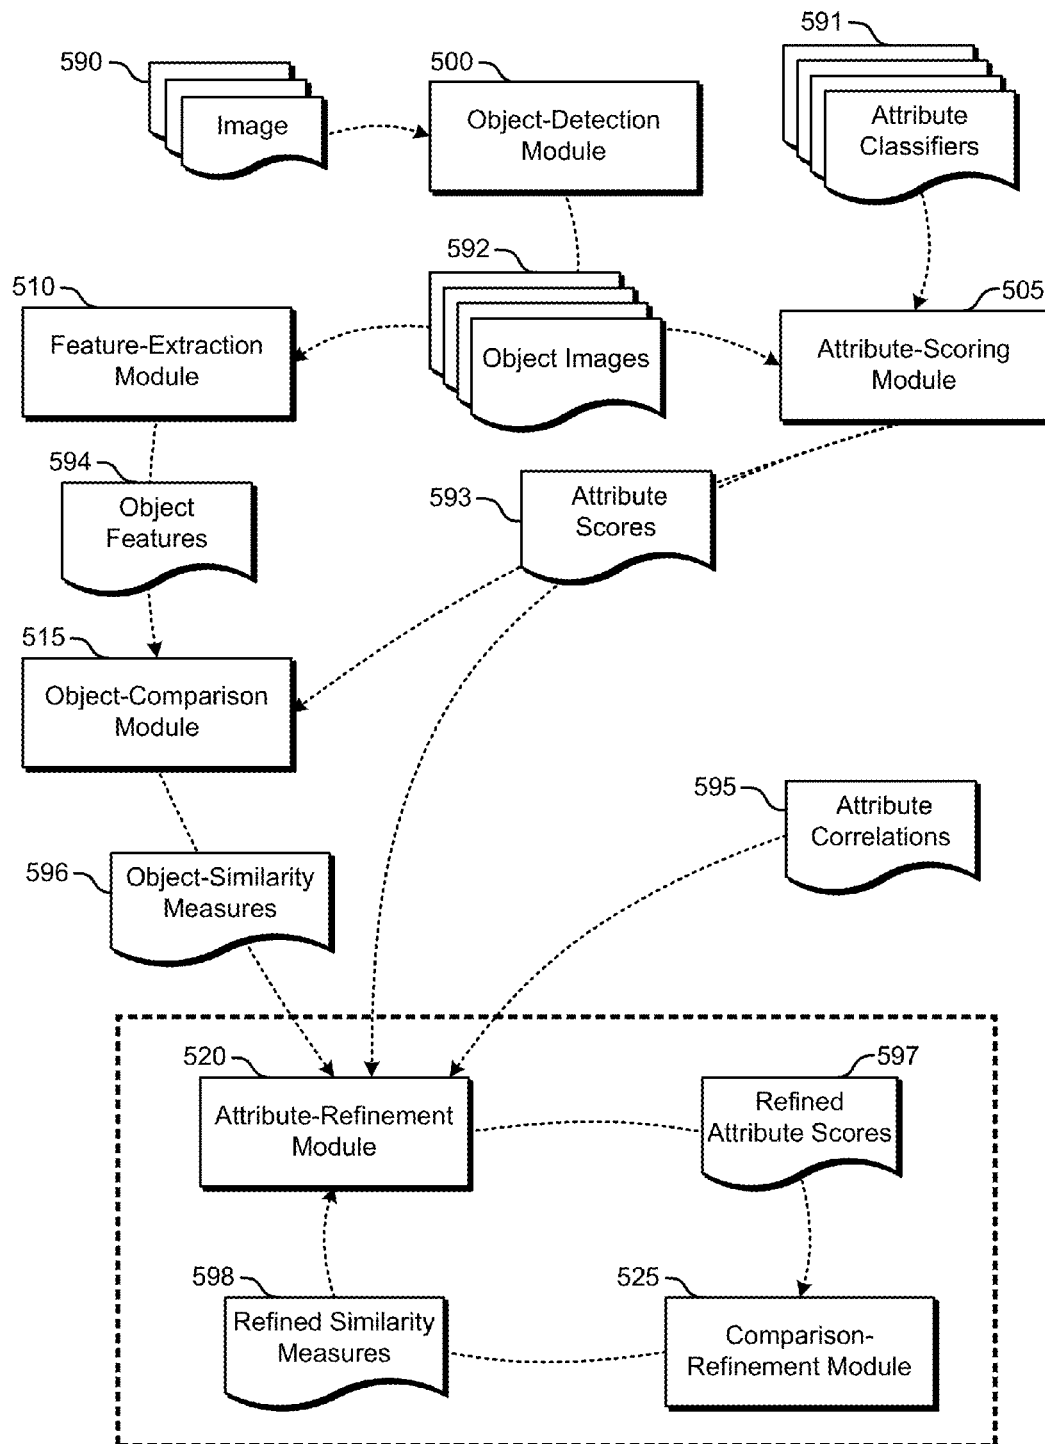 590
Image
500
Object-Detection
Module
591
Attribute
Classifiers
592
Object Images
510
Feature-Extraction
Module
505
Attribute-Scoring
Module
594
Object
Features
593
Attribute
Scores
515
Object-Comparison
Module
595
Attribute
Correlations
596
Object-Similarity
Measures
520
Attribute-Refinement
Module
597
Refined
Attribute Scores
598
Refined Similarity
Measures
525
Comparison-
Refinement Module